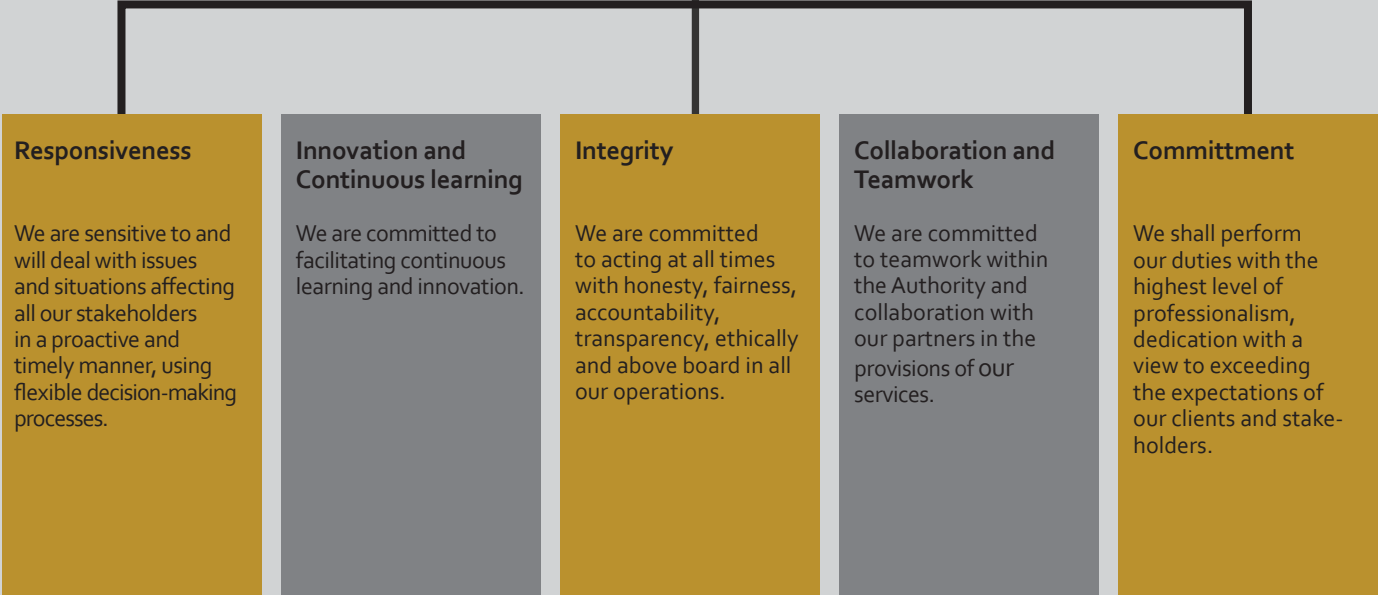 Responsiveness
We are sensitive to and
will deal with issues
and situations affecting
all our stakeholders
in a proactive and
timely manner, using
flexible decision-making
processes.
Innovation and
Continuous learning
We are committed to
facilitating continuous
learning and innovation.
Integrity
We are committed
to acting at all times
with honesty, fairness,
accountability,
transparency, ethically
and above board in all
our operations.
Collaboration and
Teamwork
We are committed
to teamwork within
the Authority and
collaboration with
our partners in the
provisions of our
services.
Committment
We shall perform
our duties with the
highest level of
professionalism,
dedication with a
view to exceeding
the expectations of
our clients and stake-
holders.